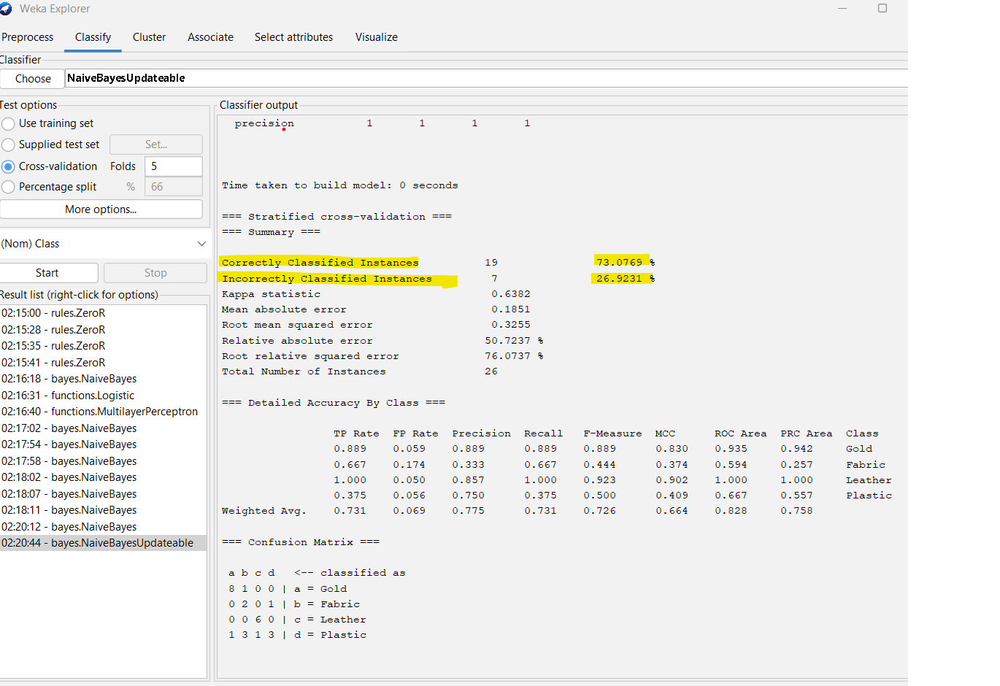 Weka Explorer
Preprocess Classify Cluster Associate Select attributes Visualize
Classifier
Choose NaiveBayesUpdateable
Test options
Use training set
Supplied test set Set...
Cross-validation Folds 5
Percentage split % 66
More options...
(Nom) Class
Start Stop
Result list (right-click for options)
02:15:00 - rules.ZeroR
02:15:28 - rules.ZeroR
02:15:35 - rules.ZeroR
02:15:41 - rules.ZeroR
02:16:18 - bayes.NaiveBayes
02:16:31 - functions.Logistic
02:16:40 - functions.MultilayerPerceptron
02:17:02 - bayes.NaiveBayes
02:17:54 - bayes.NaiveBayes
02:17:58 - bayes.NaiveBayes
02:18:02 - bayes.NaiveBayes
02:18:07 - bayes.NaiveBayes
02:18:11 - bayes.NaiveBayes
02:20:12 - bayes.NaiveBayes
02:20:44 - bayes.NaiveBayesUpdateable
Classifier output
precision 1 1 1 1
Time taken to build model: 0 seconds
=== Stratified cross-validation ===
=== Summary ===
Correctly Classified Instances 19 73.0769 %
Incorrectly Classified Instances 7 26.9231 %
Kappa statistic 0.6382
Mean absolute error 0.1851
Root mean squared error 0.3255
Relative absolute error 50.7237 %
Root relative squared error 76.0737 %
Total Number of Instances 26
=== Detailed Accuracy By Class ===
TP Rate FP Rate Precision Recall F-Measure MCC ROC Area PRC Area Class
0.889 0.059 0.889 0.889 0.889 0.830 0.935 0.942 Gold
0.667 0.174 0.333 0.667 0.444 0.374 0.594 0.257 Fabric
1.000 0.050 0.857 1.000 0.923 0.902 1.000 1.000 Leather
0.375 0.056 0.750 0.375 0.500 0.409 0.667 0.557 Plastic
Weighted Avg. 0.731 0.069 0.775 0.731 0.726 0.664 0.828 0.758
=== Confusion Matrix ===
a b c d <-- classified as
8 1 0 0 | a = Gold
0 2 0 1 | b = Fabric
0 0 6 0 | c = Leather
1 3 1 3 | d = Plastic